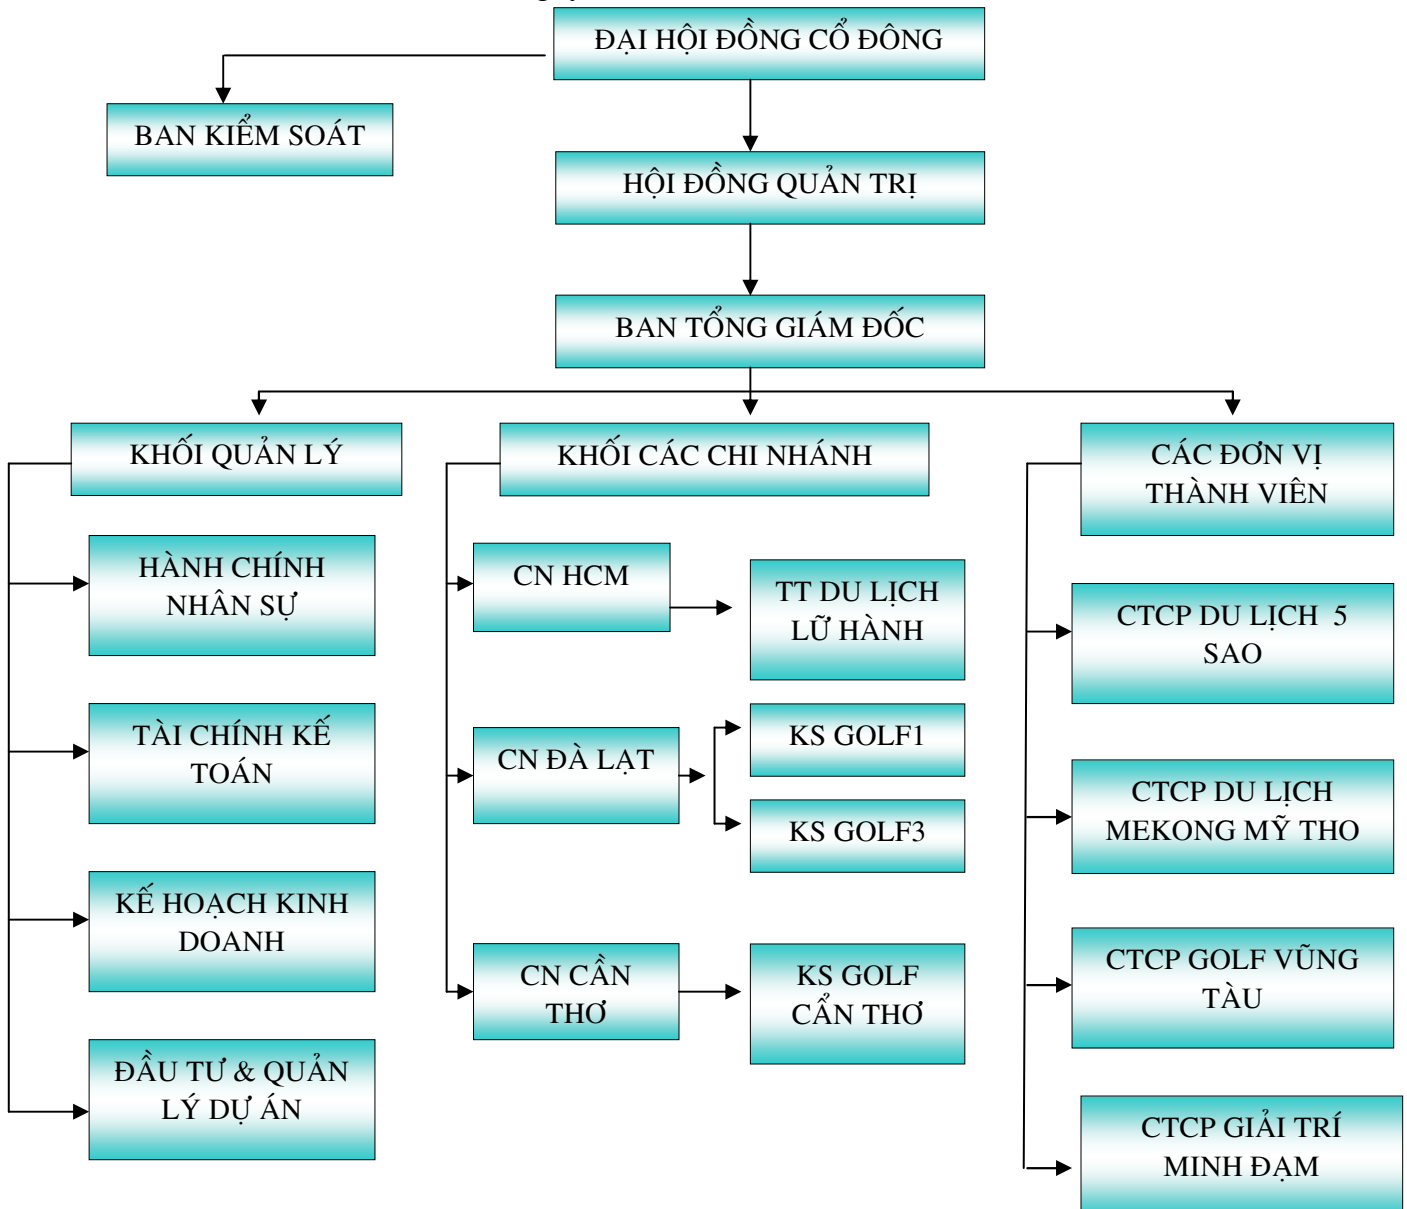 ĐẠI HỘI ĐỒNG CỔ ĐÔNG
BAN KIỂM SOÁT
HỘI ĐỒNG QUẢN TRỊ
BAN TỔNG GIÁM ĐỐC
KHỐI QUẢN LÝ
HÀNH CHÍNH
NHÂN SỰ
TÀI CHÍNH KẾ
TOÁN
KẾ HOẠCH KINH
DOANH
ĐẦU TƯ & QUẢN
LÝ DỰ ÁN
KHỐI CÁC CHI NHÁNH
CN HCM
TT DU LỊCH
LỮ HÀNH
CN ĐÀ LẠT
KS GOLF1
KS GOLF3
CN CẦN
THƠ
KS GOLF
CẨN THƠ
CÁC ĐƠN VỊ
THÀNH VIÊN
CTCP DU LỊCH 5
SAO
CTCP DU LỊCH
MEKONG MỸ THO
CTCP GOLF VŨNG
TÀU
CTCP GIẢI TRÍ
MINH ĐẠM